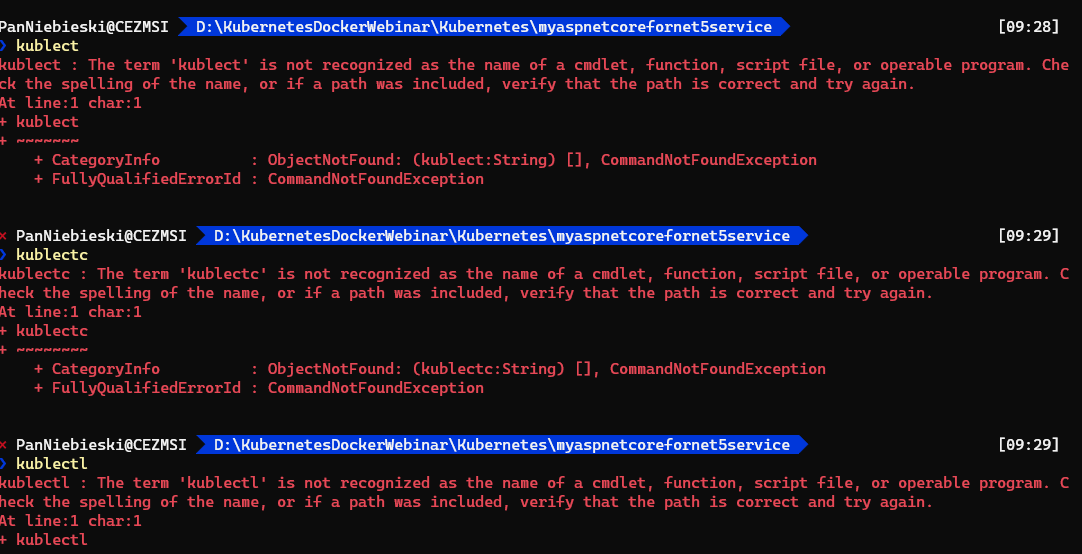 PanNiebieski@CEZMSI D:\KubernetesDockerWebinar\Kubernetes\myaspnetcorefornet5service [09:28]
❯ kublect
kublect : The term 'kublect' is not recognized as the name of a cmdlet, function, script file, or operable program. Che
ck the spelling of the name, or if a path was included, verify that the path is correct and try again.
At line:1 char:1
+ kublect
+ ~~~~~~~
    + CategoryInfo          : ObjectNotFound: (kublect:String) [], CommandNotFoundException
    + FullyQualifiedErrorId : CommandNotFoundException
× PanNiebieski@CEZMSI D:\KubernetesDockerWebinar\Kubernetes\myaspnetcorefornet5service [09:29]
❯ kublectc
kublectc : The term 'kublectc' is not recognized as the name of a cmdlet, function, script file, or operable program. C
heck the spelling of the name, or if a path was included, verify that the path is correct and try again.
At line:1 char:1
+ kublectc
+ ~~~~~~~~
    + CategoryInfo          : ObjectNotFound: (kublectc:String) [], CommandNotFoundException
    + FullyQualifiedErrorId : CommandNotFoundException
× PanNiebieski@CEZMSI D:\KubernetesDockerWebinar\Kubernetes\myaspnetcorefornet5service [09:29]
❯ kublectl
kublectl : The term 'kublectl' is not recognized as the name of a cmdlet, function, script file, or operable program. C
heck the spelling of the name, or if a path was included, verify that the path is correct and try again.
At line:1 char:1
+ kublectl